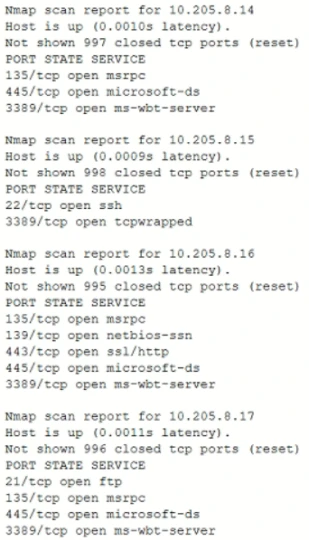 Nmap scan report for 10.205.8.14
Host is up (0.0010s latency).
Not shown 997 closed tcp ports (reset)
PORT STATE SERVICE
135/tcp open msrpc
445/tcp open microsoft-ds
3389/tcp open ms-wbt-server
Nmap scan report for 10.205.8.15
Host is up (0.0009s latency).
Not shown 998 closed tcp ports (reset)
PORT STATE SERVICE
22/tcp open ssh
3389/tcp open tcpwrapped
Nmap scan report for 10.205.8.16
Host is up (0.0013s latency).
Not shown 995 closed tcp ports (reset)
PORT STATE SERVICE
135/tcp open msrpc
139/tcp open netbios-ssn
443/tcp open ssl/http
445/tcp open microsoft-ds
3389/tcp open ms-wbt-server
Nmap scan report for 10.205.8.17
Host is up (0.0011s latency).
Not shown 996 closed tcp ports (reset)
PORT STATE SERVICE
21/tcp open ftp
135/tcp open msrpc
445/tcp open microsoft-ds
3389/tcp open ms-wbt-server